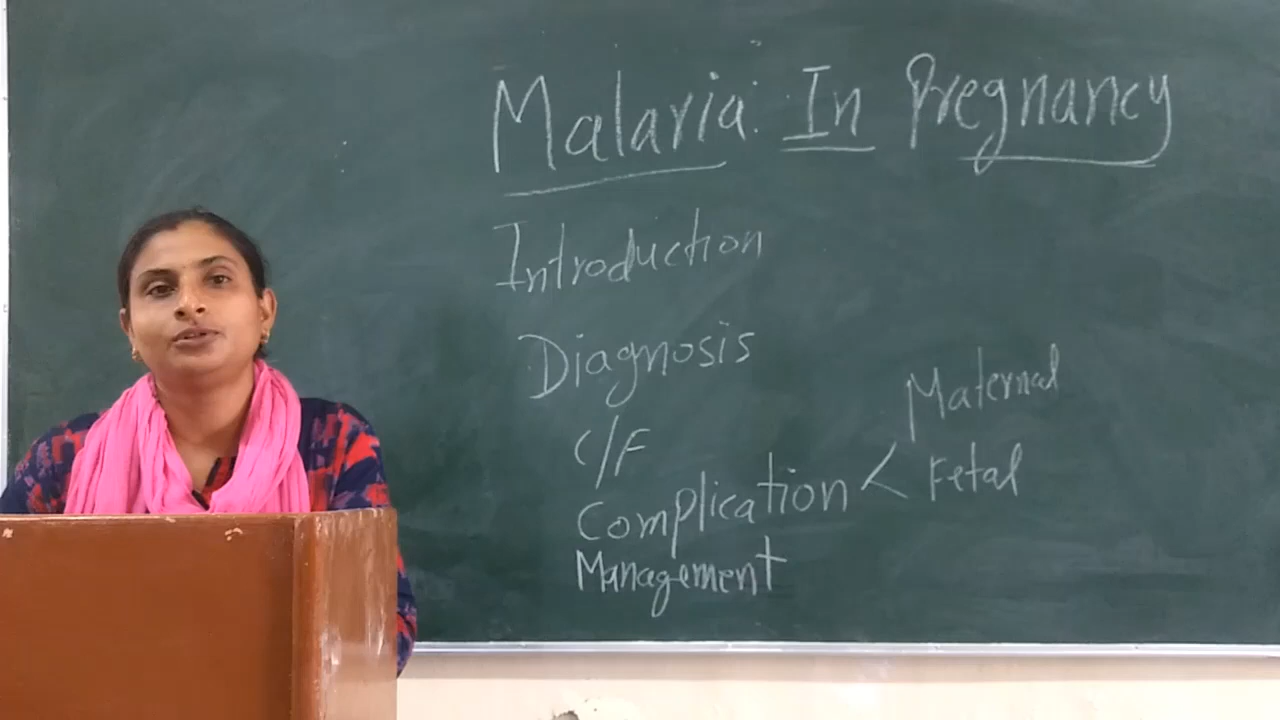 Malaria In Pregnancy
Introduction
Diagnosis
C/F
Complication < Maternal
Fetal
Management